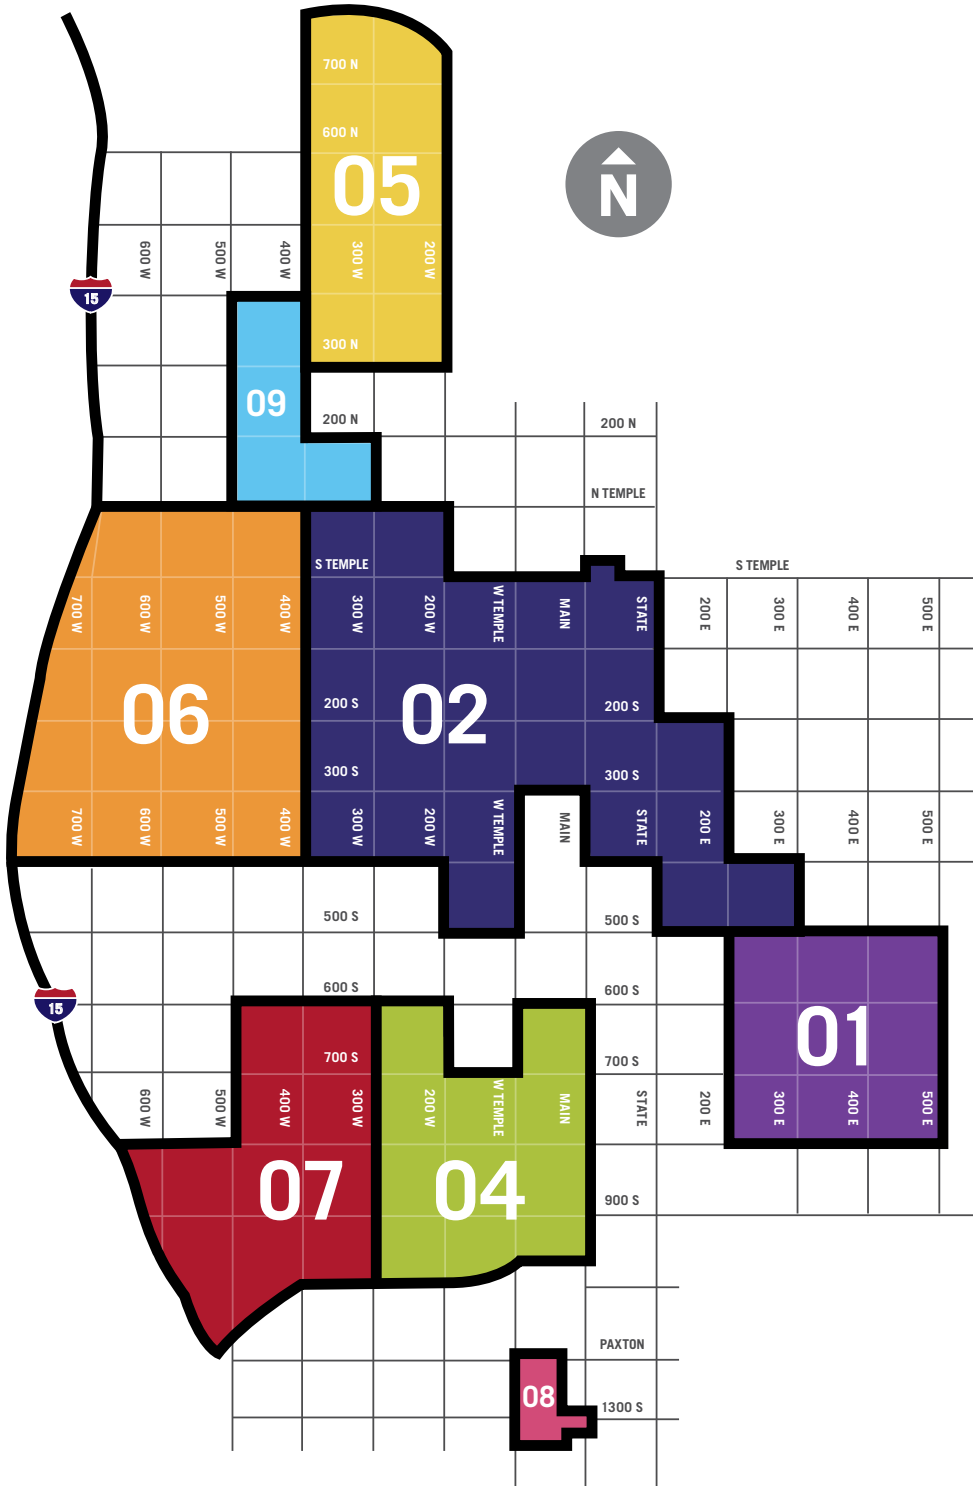 700 N
600 N
05
N
600 W
500 W
400 W
300 W
200 W
15
300 N
09
200 N
200 N
N TEMPLE
S TEMPLE
S TEMPLE
700 W
600 W
500 W
400 W
300 W
200 W
W TEMPLE
MAIN
STATE
200 E
300 E
400 E
500 E
06
02
200 S
200 S
300 S
300 S
700 W
600 W
500 W
400 W
300 W
200 W
W TEMPLE
MAIN
STATE
200 E
300 E
400 E
500 E
500 S
500 S
600 S
600 S
15
01
700 S
700 S
600 W
500 W
400 W
300 W
200 W
W TEMPLE
MAIN
STATE
200 E
300 E
400 E
500 E
07
04
900 S
PAXTON
08
1300 S